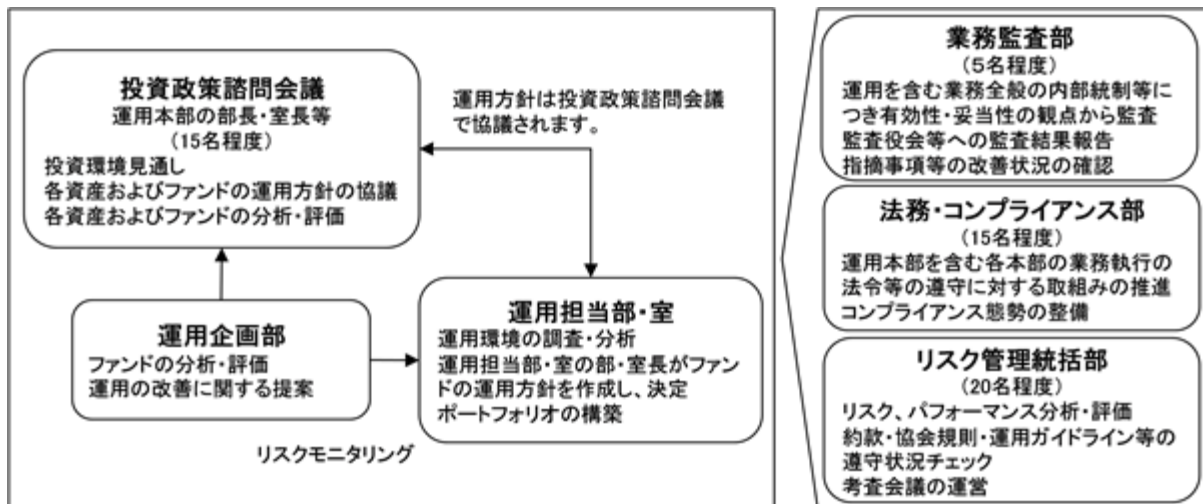 投資政策諮問会議
運用本部の部長・室長等
(15名程度)
投資環境見通し
各資産およびファンドの運用方針の協議
各資産およびファンドの分析・評価
運用方針は投資政策諮問会議
で協議されます。
運用企画部
ファンドの分析・評価
運用の改善に関する提案
運用担当部・室
運用環境の調査・分析
運用担当部・室の部・室長がファン
ドの運用方針を作成し、決定
ポートフォリオの構築
リスクモニタリング
業務監査部
(5名程度)
運用を含む業務全般の内部統制等に
つき有効性・妥当性の観点から監査
監査役会等への監査結果報告
指摘事項等の改善状況の確認
法務・コンプライアンス部
(15名程度)
運用本部を含む各本部の業務執行の
法令等の遵守に対する取組みの推進
コンプライアンス態勢の整備
リスク管理統括部
(20名程度)
リスク、パフォーマンス分析・評価
約款・協会規則・運用ガイドライン等の
遵守状況チェック
考査会議の運営